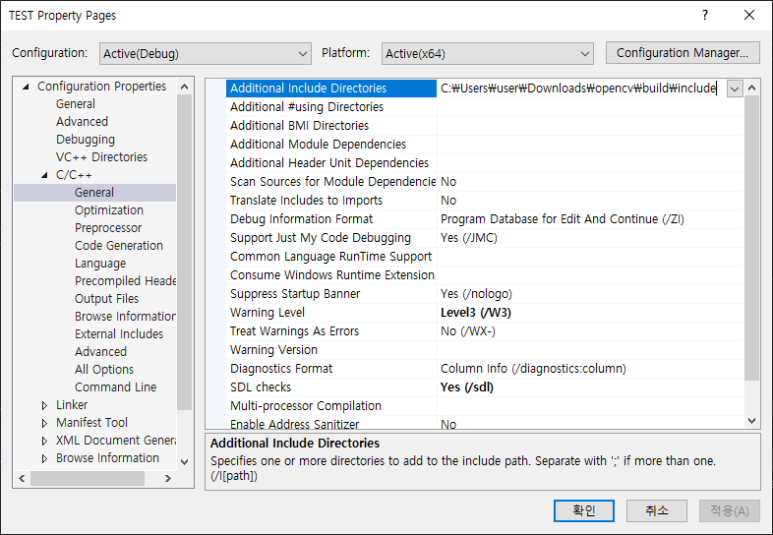 TEST Property Pages
?
Configuration: Active(Debug) Platform: Active(x64) Configuration Manager...
Configuration Properties
General
Advanced
Debugging
VC++ Directories
C/C++
General
Optimization
Preprocessor
Code Generation
Language
Precompiled Heade
Output Files
Browse Information
External Includes
Advanced
All Options
Command Line
Linker
Manifest Tool
XML Document Genera
Browse Information
Additional Include Directories C:₩Users₩user₩Downloads₩opencv₩build₩include
Additional #using Directories
Additional BMI Directories
Additional Module Dependencies
Additional Header Unit Dependencies
Scan Sources for Module Dependencie No
Translate Includes to Imports No
Debug Information Format Program Database for Edit And Continue (/ZI)
Support Just My Code Debugging Yes (/JMC)
Common Language RunTime Support
Consume Windows Runtime Extension
Suppress Startup Banner Yes (/nologo)
Warning Level Level3 (/W3)
Treat Warnings As Errors No (/WX-)
Warning Version
Diagnostics Format Column Info (/diagnostics:column)
SDL checks Yes (/sdl)
Multi-processor Compilation
Enable Address Sanitizer No
Additional Include Directories
Specifies one or more directories to add to the include path. Separate with ';' if more than one.
(/I[path])
확인 취소 적용(A)